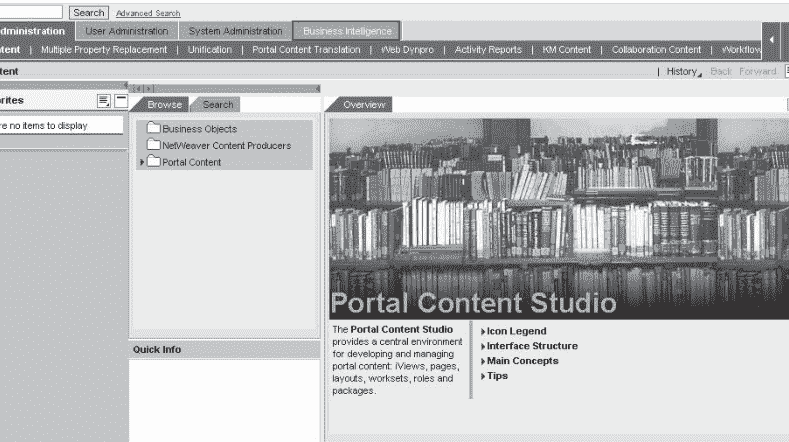 Search Advanced Search
dministration User Administration System Administration Business Intelligence
tent | Multiple Property Replacement | Unification | Portal Content Translation | Web Dynpro | Activity Reports | KM Content | Collaboration Content | Workflow
tent | History Back Forward
rites Browse Search Overview
re no items to display
Business Objects
NetWeaver Content Producers
Portal Content
Portal Content Studio
The Portal Content Studio
provides a central environment
for developing and managing
portal content: iViews, pages,
layouts, worksets, roles and
packages.
Icon Legend
Interface Structure
Main Concepts
Tips
Quick Info